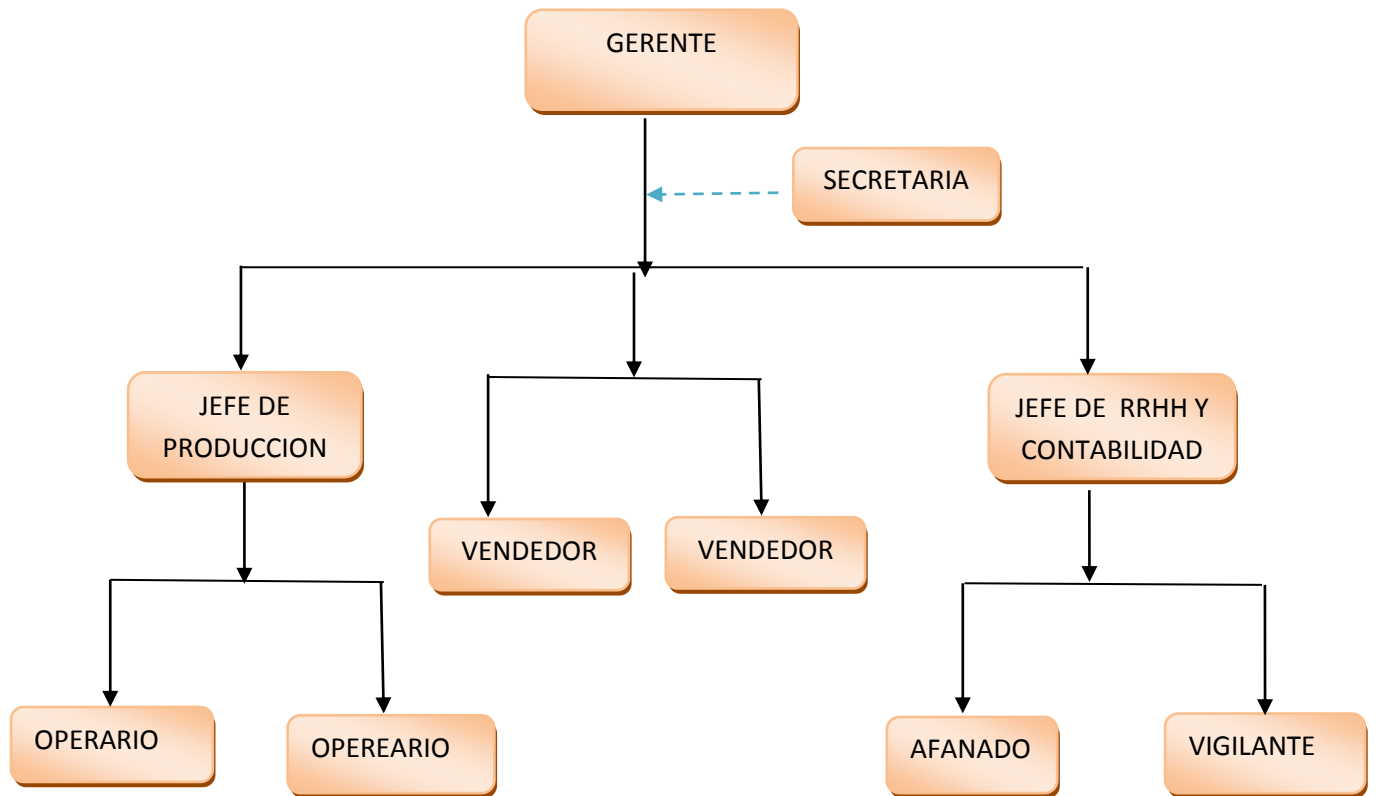 GERENTE
SECRETARIA
JEFE DE
PRODUCCION
JEFE DE RRHH Y
CONTABILIDAD
VENDEDOR
VENDEDOR
OPERARIO
OPEREARIO
AFANADO
VIGILANTE